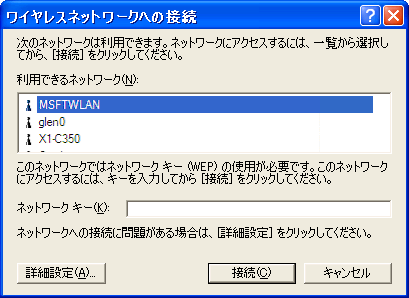 ワイヤレスネットワークへの接続
次のネットワークは利用できます。ネットワークにアクセスするには、一覧から選択し
てから、[接続] をクリックしてください。
利用できるネットワーク(N):
MSFTWLAN
glen0
X1-C350
このネットワークではネットワーク キー (WEP) の使用が必要です。このネットワーク
にアクセスするには、キーを入力してから [接続] をクリックしてください。
ネットワーク キー(K):
ネットワークへの接続に問題がある場合は、[詳細設定] をクリックしてください。
詳細設定(A)...
接続(C)
キャンセル